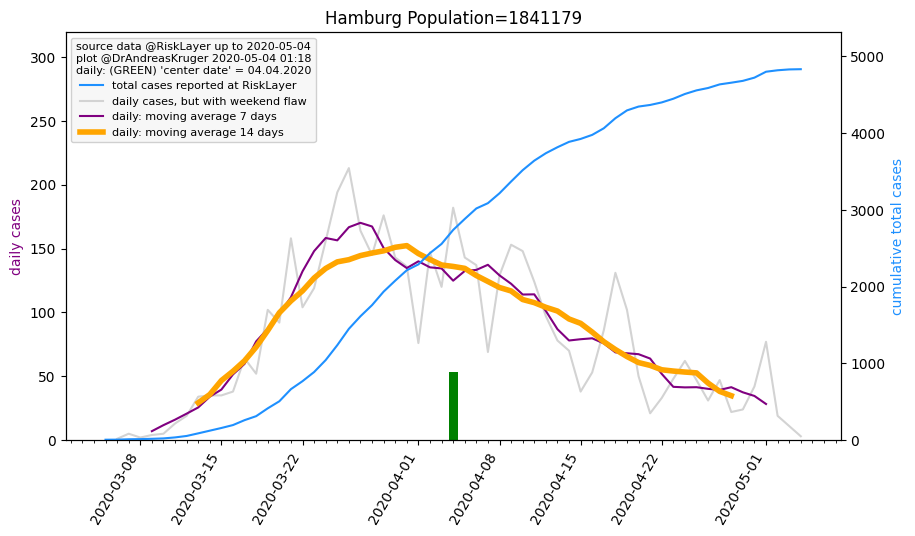 Hamburg Population=1841179
source data @RiskLayer up to 2020-05-04
plot @DrAndreasKruger 2020-05-04 01:18
daily: (GREEN) 'center date' = 04.04.2020
total cases reported at RiskLayer
daily cases, but with weekend flaw
daily: moving average 7 days
daily: moving average 14 days
daily cases
300
250
200
150
100
50
0
5000
4000
3000
2000
1000
0
cumulative total cases
2020-03-08
2020-03-15
2020-03-22
2020-04-01
2020-04-08
2020-04-15
2020-04-22
2020-05-01